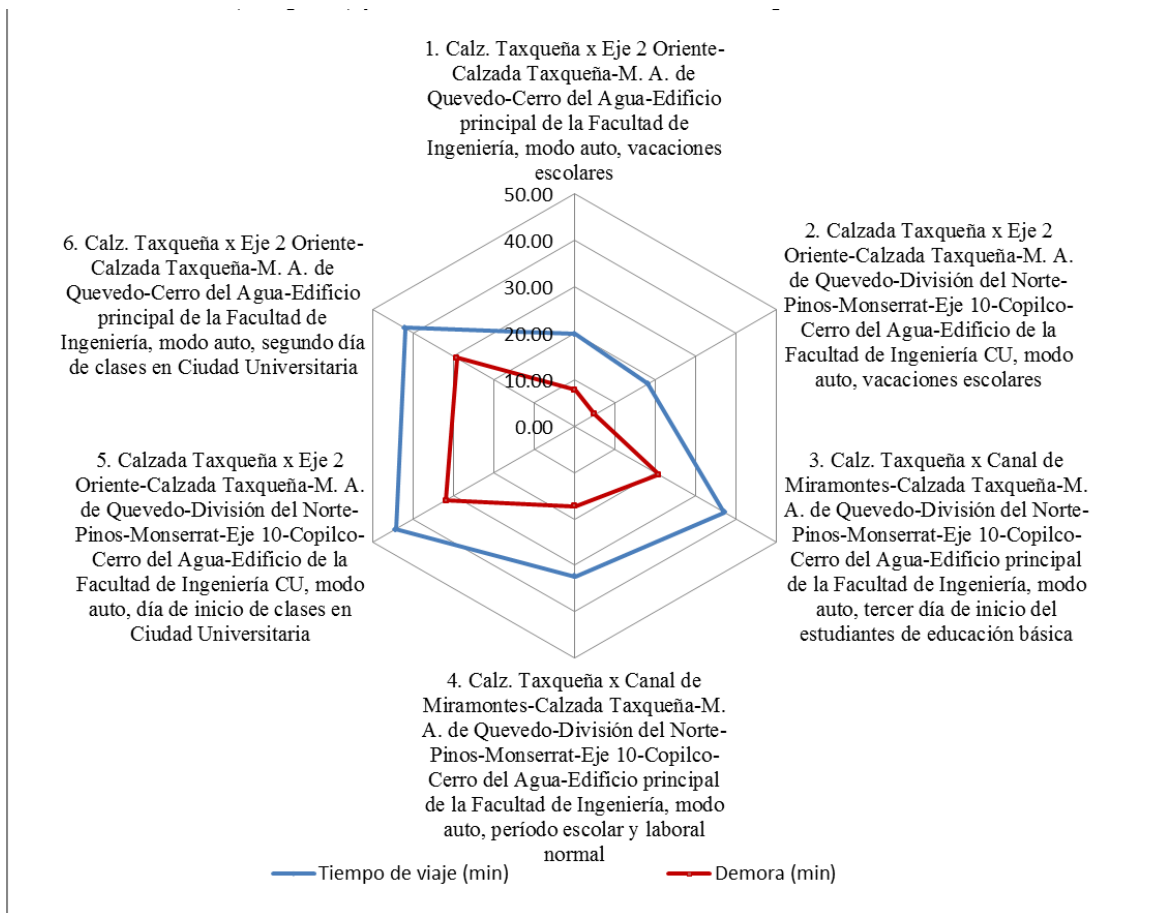 1. Calz. Taxqueña x Eje 2 Oriente-
Calzada Taxqueña-M. A. de
Quevedo-Cerro del Agua-Edificio
principal de la Facultad de
Ingeniería, modo auto, vacaciones
escolares
50.00
40.00
30.00
20.00
10.00
0.00
2. Calzada Taxqueña x Eje 2
Oriente-Calzada Taxqueña-M. A.
de Quevedo-División del Norte-
Pinos-Monserrat-Eje 10-Copilco-
Cerro del Agua-Edificio de la
Facultad de Ingeniería CU, modo
auto, vacaciones escolares
3. Calz. Taxqueña x Canal de
Miramontes-Calzada Taxqueña-M.
A. de Quevedo-División del Norte-
Pinos-Monserrat-Eje 10-Copilco-
Cerro del Agua-Edificio principal
de la Facultad de Ingeniería, modo
auto, tercer día de inicio del
estudiantes de educación básica
4. Calz. Taxqueña x Canal de
Miramontes-Calzada Taxqueña-M.
A. de Quevedo-División del Norte-
Pinos-Monserrat-Eje 10-Copilco-
Cerro del Agua-Edificio principal
de la Facultad de Ingeniería, modo
auto, período escolar y laboral
normal
5. Calzada Taxqueña x Eje 2
Oriente-Calzada Taxqueña-M. A.
de Quevedo-División del Norte-
Pinos-Monserrat-Eje 10-Copilco-
Cerro del Agua-Edificio de la
Facultad de Ingeniería CU, modo
auto, día de inicio de clases en
Ciudad Universitaria
6. Calz. Taxqueña x Eje 2 Oriente-
Calzada Taxqueña-M. A. de
Quevedo-Cerro del Agua-Edificio
principal de la Facultad de
Ingeniería, modo auto, segundo día
de clases en Ciudad Universitaria
Tiempo de viaje (min)
Demora (min)